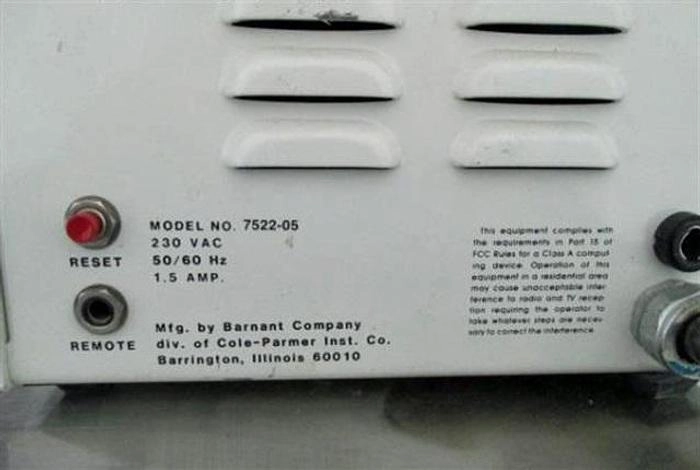 MODEL NO. 7522-05
230 VAC
RESET
50/60 Hz
1.5 AMP.
REMOTE
Mfg. by Barnant Company
div. of Cole-Parmer Inst. Co.
Barrington, Illinois 60010
This equipment complies with
the requirements in Part 15 of
FCC Rules for a Class A comput
ing device. Operation of this
equipment in a residential area
may cause unacceptable inter
ference to radio and TV recep
tion requiring the operator to
take whatever steps are neces
sary to correct the interference.